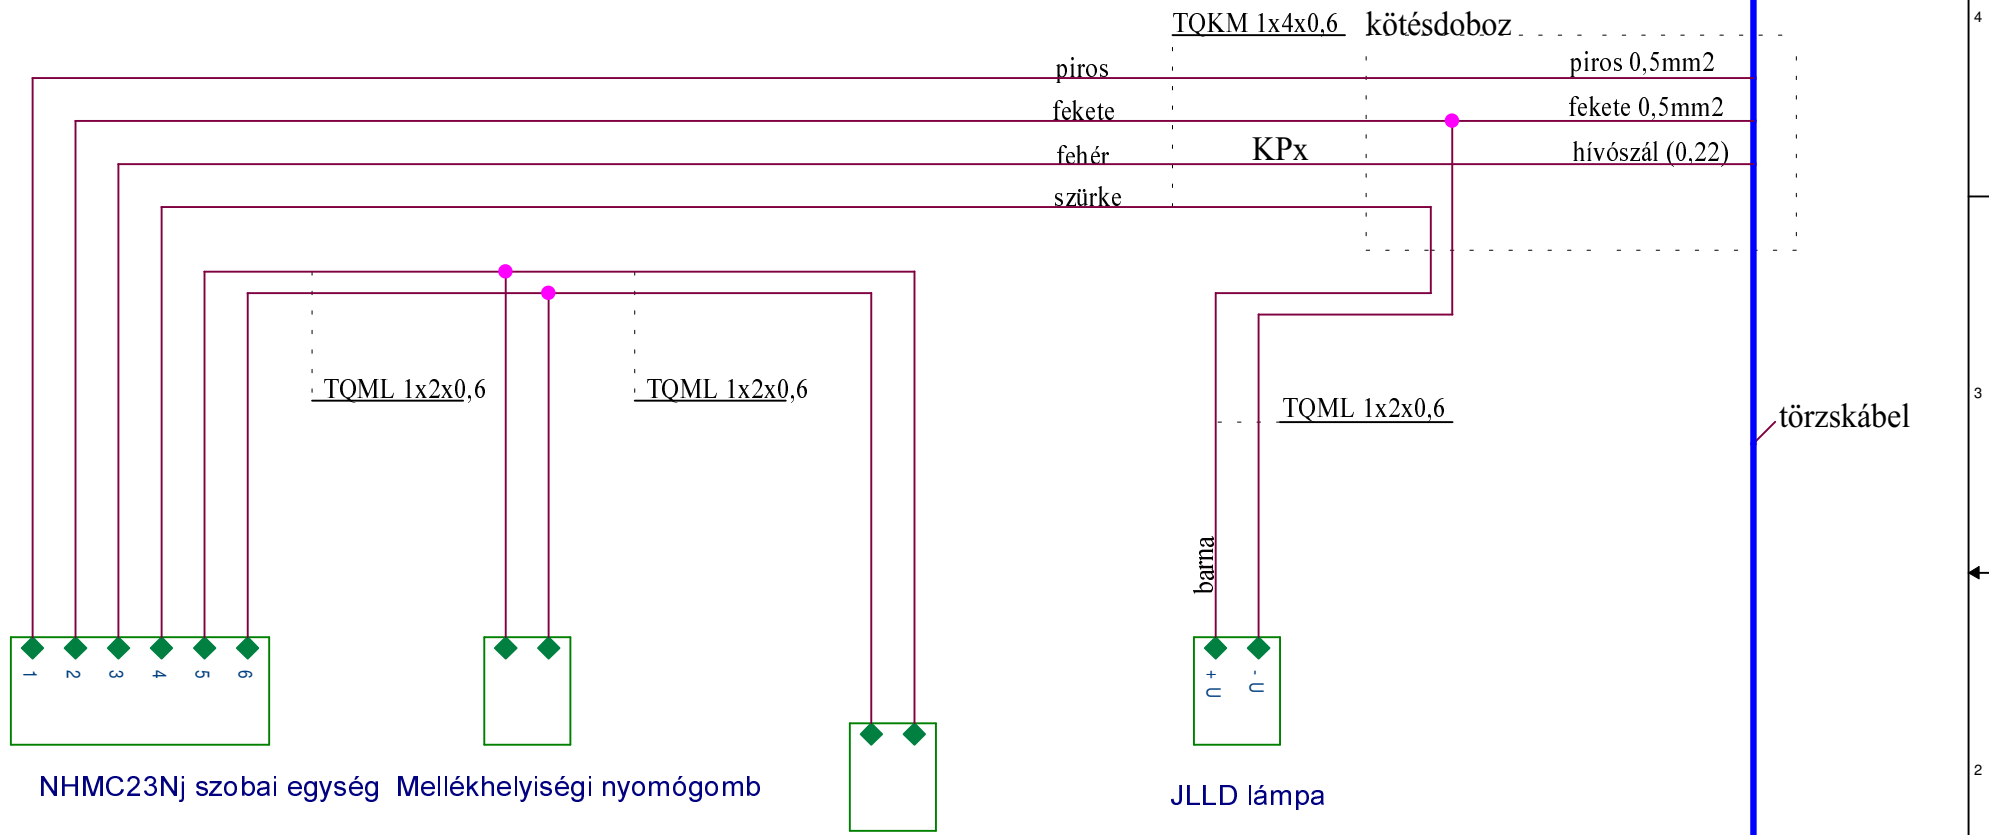 TQKM 1x4x0,6
kötésdoboz
4
piros
piros 0,5mm2
fekete
fekete 0,5mm2
fehér
KPx
hívószál (0,22)
szürke
TQML 1x2x0,6
TQML 1x2x0,6
TQML 1x2x0,6
3
törzskábel
barna
1 2 3 4 5 6
+U -U
NHMC23Nj szobai egység
Mellékhelyiségi nyomógomb
JLLD lámpa
2